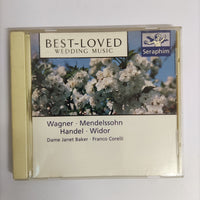 BEST-LOVED
WEDDING MUSIC
Seraphim
Wagner · Mendelssohn
Handel · Widor
Dame Janet Baker · Franco Corelli